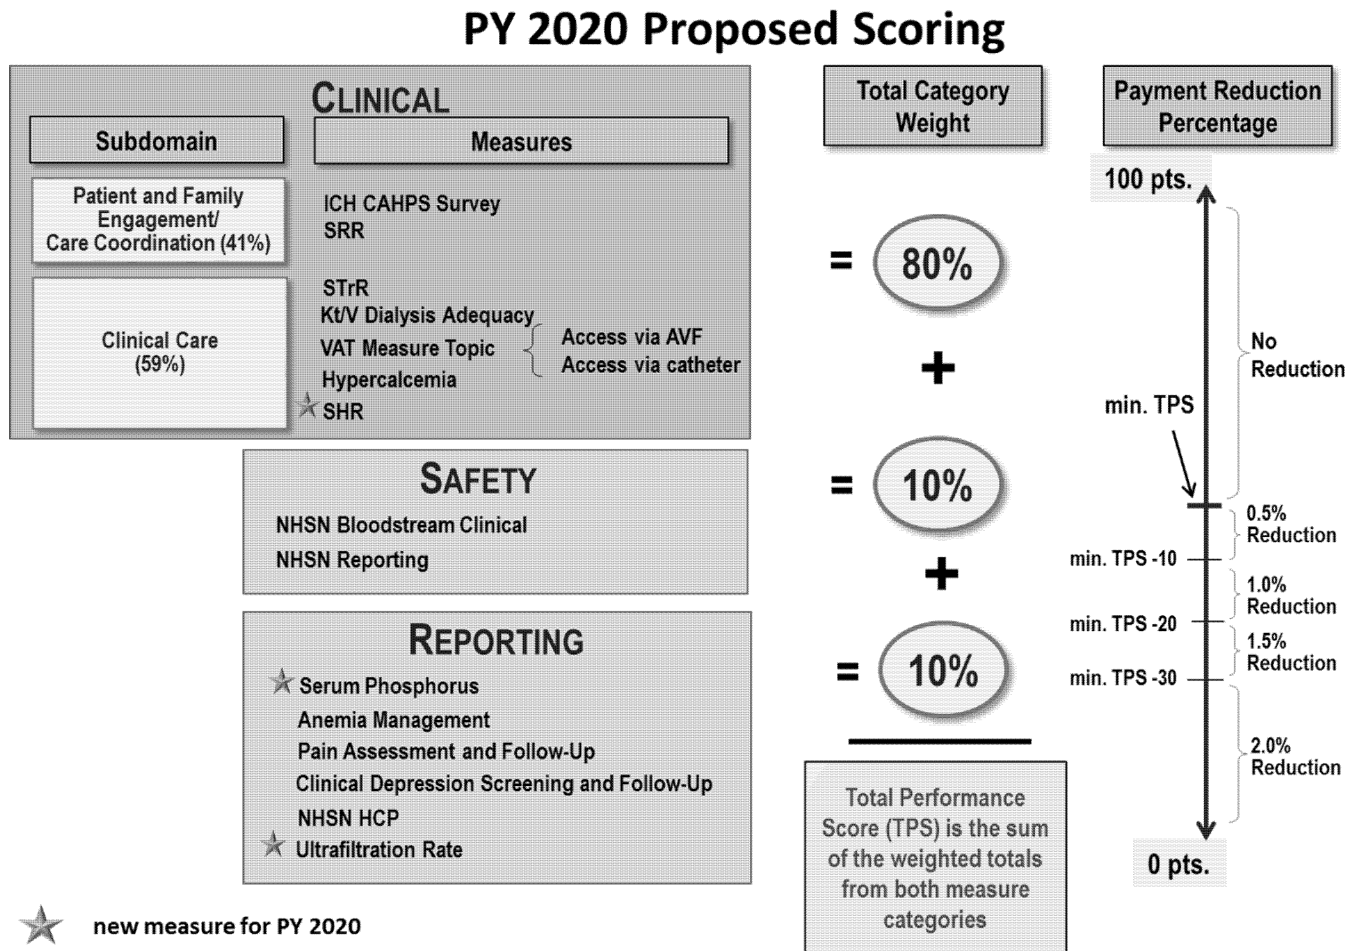 PY 2020 Proposed Scoring
CLINICAL
Subdomain
Measures
Patient and Family
Engagement/
Care Coordination (41%)
ICH CAHPS Survey
SRR
Clinical Care
(59%)
STrR
Kt/V Dialysis Adequacy
VAT Measure Topic
Access via AVF
Access via catheter
Hypercalcemia
SHR
SAFETY
NHSN Bloodstream Clinical
NHSN Reporting
REPORTING
Serum Phosphorus
Anemia Management
Pain Assessment and Follow-Up
Clinical Depression Screening and Follow-Up
NHSN HCP
Ultrafiltration Rate
new measure for PY 2020
Total Category
Weight
= 80%
+
= 10%
+
= 10%
Total Performance
Score (TPS) is the sum
of the weighted totals
from both measure
categories
Payment Reduction
Percentage
100 pts.
No
Reduction
min. TPS
0.5%
Reduction
min. TPS -10
1.0%
Reduction
min. TPS -20
1.5%
Reduction
min. TPS -30
2.0%
Reduction
0 pts.